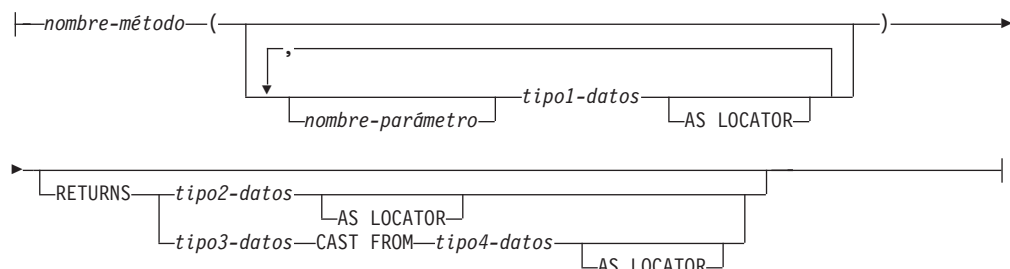 nombre-método ( )
,
tipo1-datos
nombre-parámetro AS LOCATOR
RETURNS tipo2-datos
AS LOCATOR
tipo3-datos CAST FROM tipo4-datos
AS LOCATOR